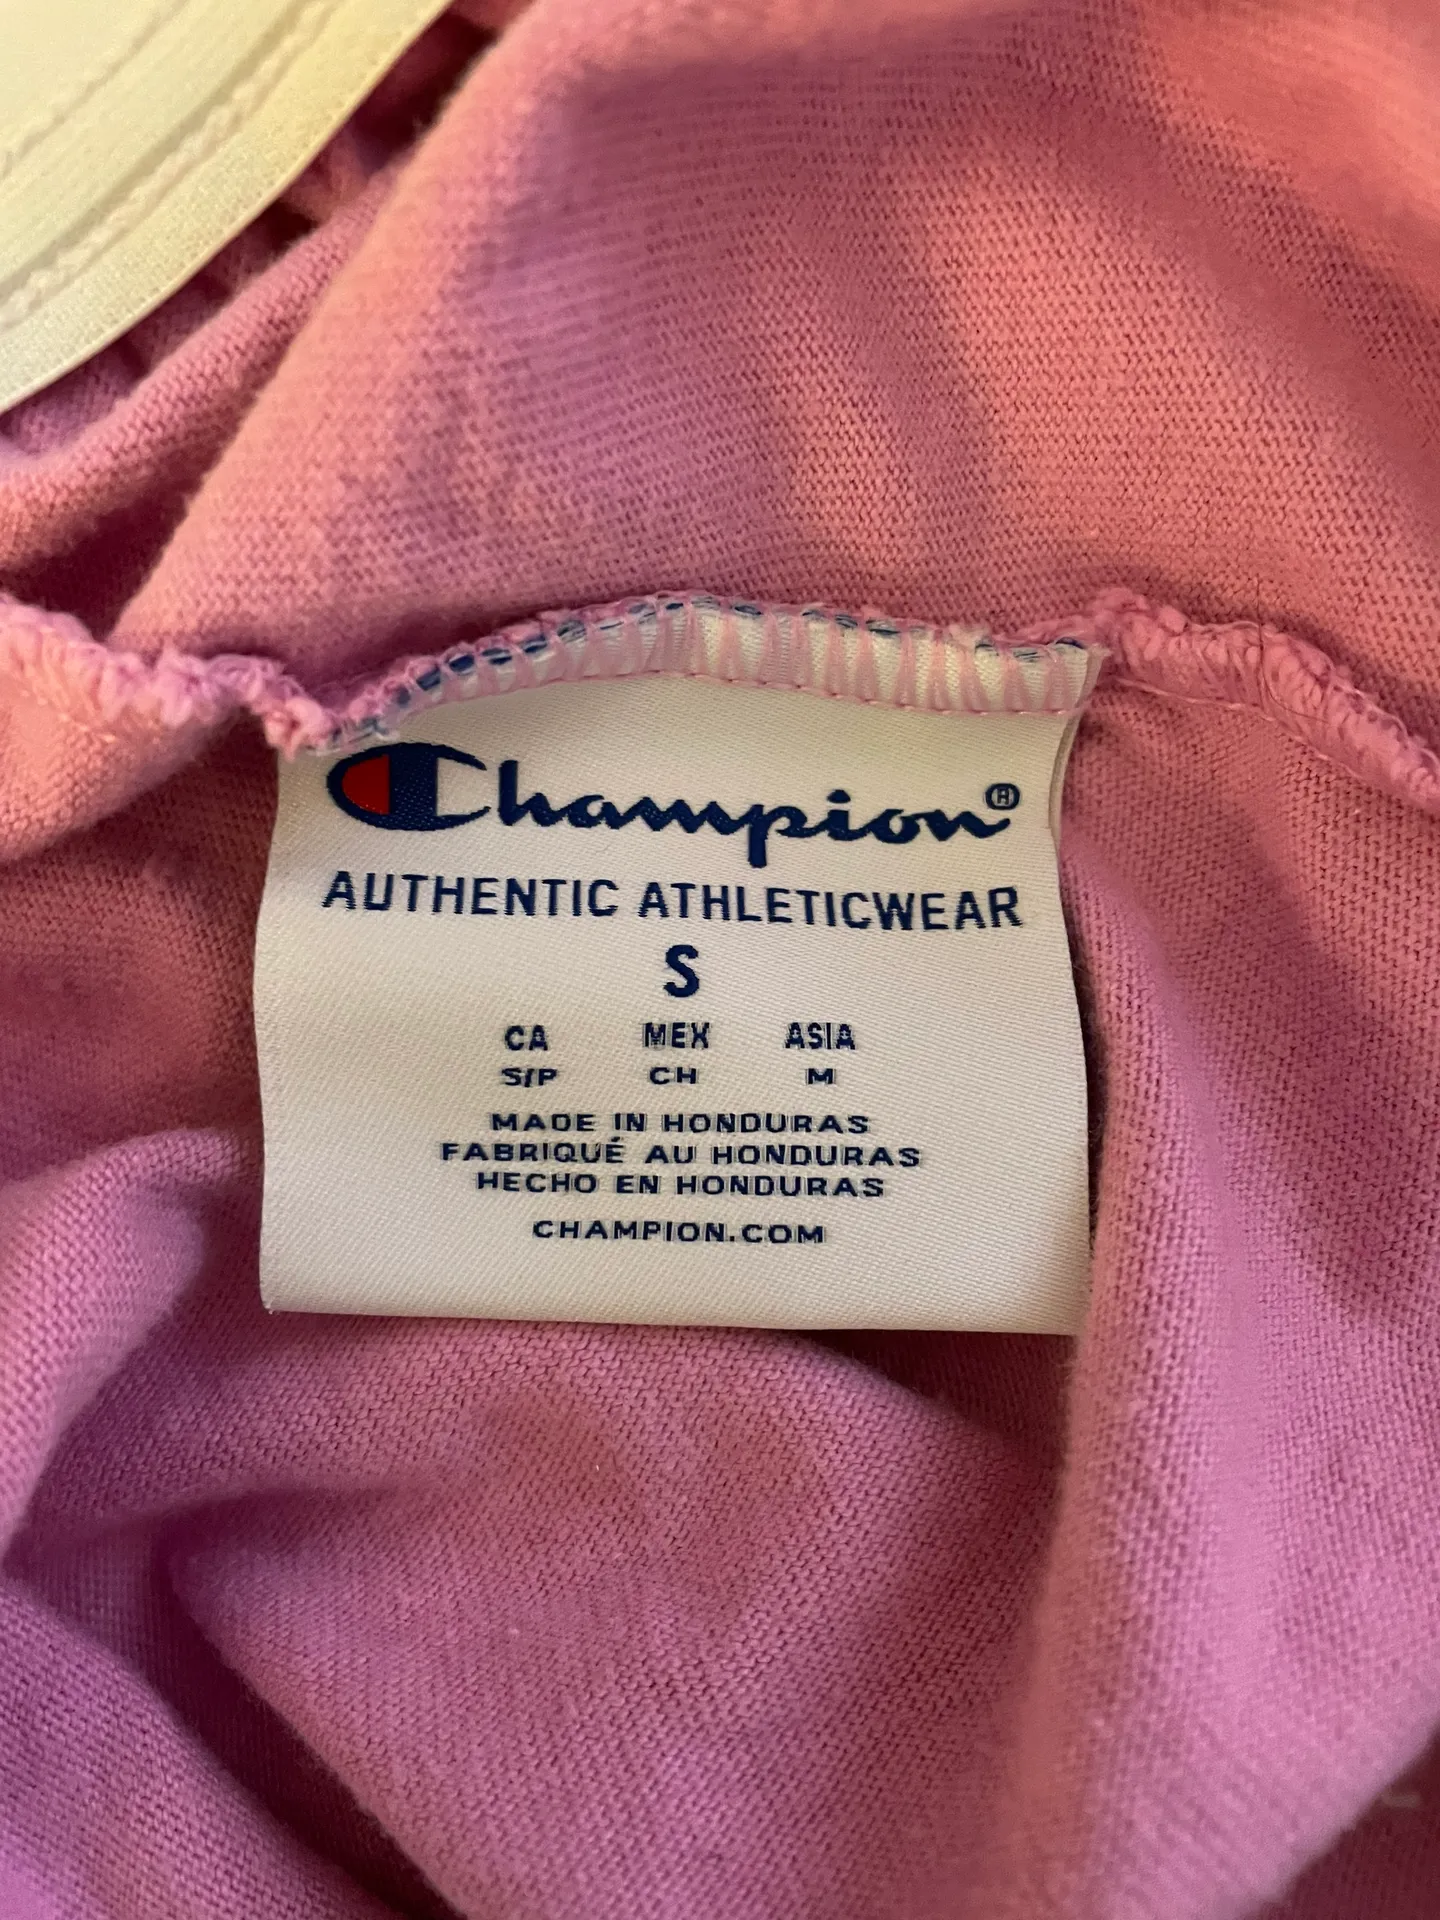 Champion®
AUTHENTIC ATHLETICWEAR
S
CA MEX ASIA
S/P CH M
MADE IN HONDURAS
FABRIQUÉ AU HONDURAS
HECHO EN HONDURAS
CHAMPION.COM